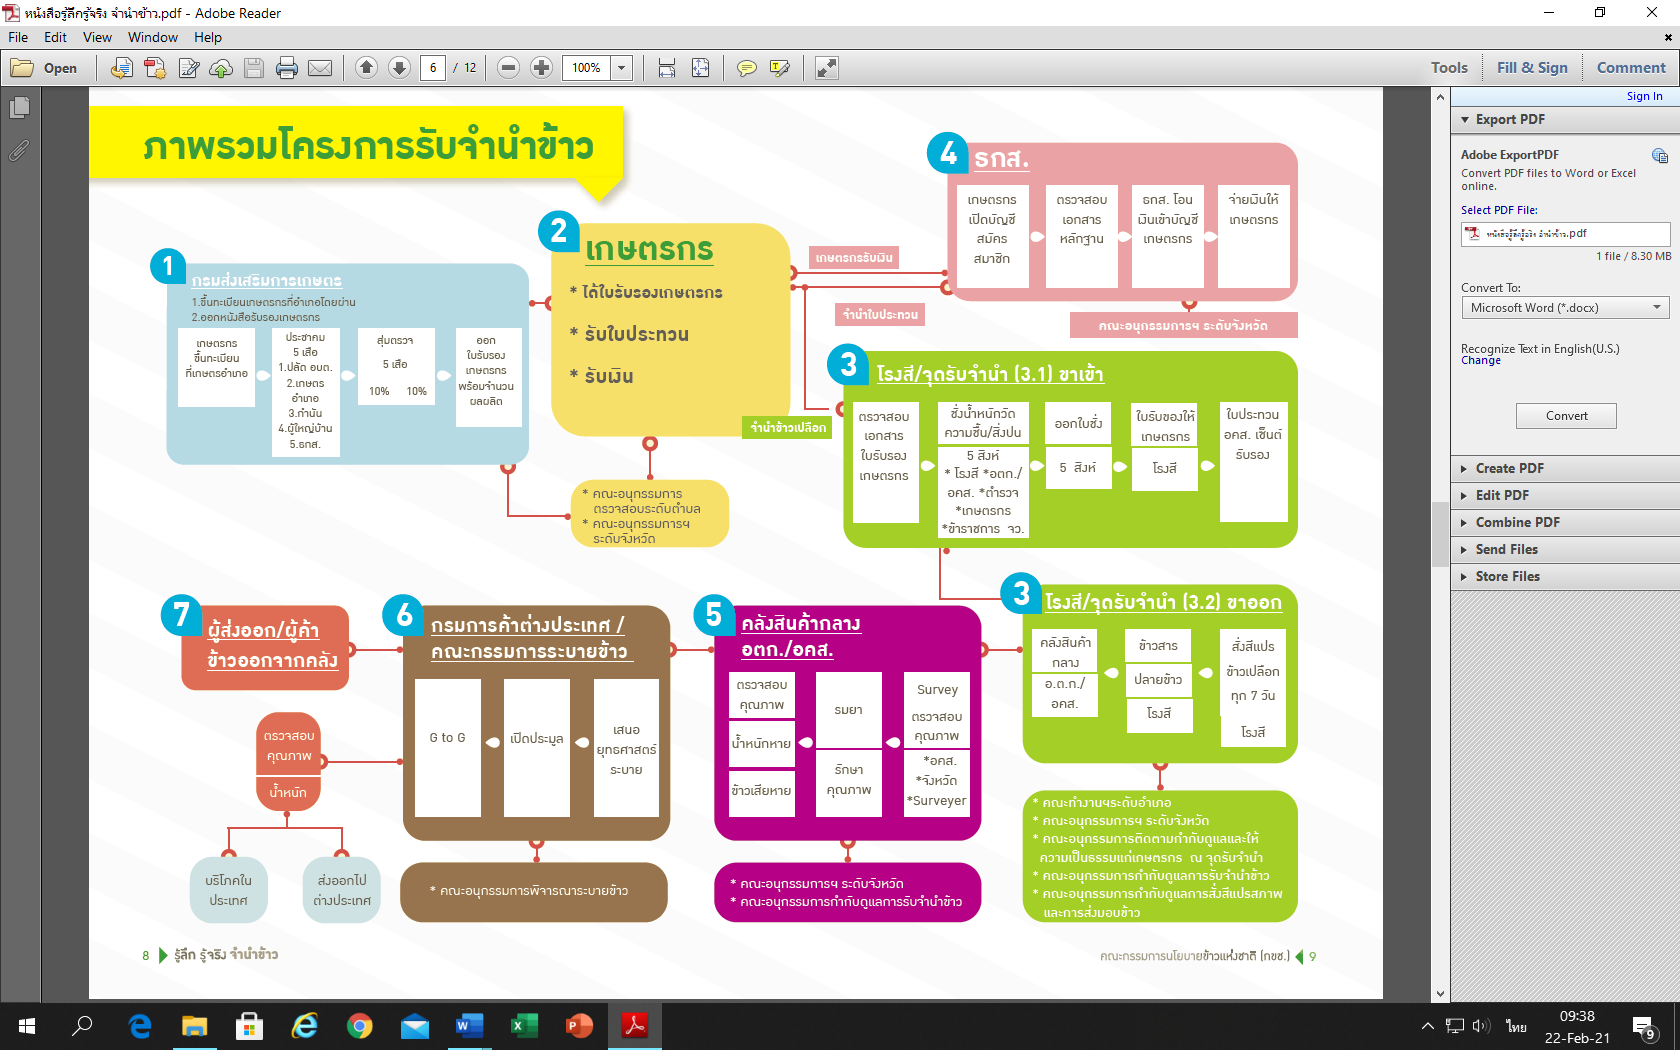 หนังสือรู้ลึกรู้จริง จำนำข้าว.pdf - Adobe Reader
File Edit View Window Help
Open 6 / 12 100% Tools Fill & Sign Comment
Sign In
Export PDF
Adobe ExportPDF
Convert PDF files to Word or Excel
online.
Select PDF File:
หนังสือรู้ลึกรู้จริง จำนำข้าว.pdf
1 file / 8.30 MB
Convert To:
Microsoft Word (*.docx)
Recognize Text in English(U.S.)
Change
Convert
Create PDF
Edit PDF
Combine PDF
Send Files
Store Files
ภาพรวมโครงการรับจำนำข้าว
1
กรมส่งเสริมการเกษตร
1.ขึ้นทะเบียนเกษตรกรที่อำเภอโดยผ่าน
2.ออกหนังสือรับรองเกษตรกร
เกษตรกร
ขึ้นทะเบียน
ที่เกษตรอำเภอ
ประชาคม
5 เสือ
1.ปลัด อบต.
2.เกษตร
อำเภอ
3.กำนัน
4.ผู้ใหญ่บ้าน
5.ธกส.
สุ่มตรวจ
5 เสือ
10% 10%
ออก
ใบรับรอง
เกษตรกร
พร้อมจำนวน
ผลผลิต
2
เกษตรกร
* ได้ใบรับรองเกษตรกร
* รับใบประทวน
* รับเงิน
* คณะอนุกรรมการ
ตรวจสอบระดับตำบล
* คณะอนุกรรมการฯ
ระดับจังหวัด
เกษตรกรรับเงิน
จำนำใบประทวน
จำนำข้าวเปลือก
4
ธกส.
เกษตรกร
เปิดบัญชี
สมัคร
สมาชิก
ตรวจสอบ
เอกสาร
หลักฐาน
ธกส. โอน
เงินเข้าบัญชี
เกษตรกร
จ่ายเงินให้
เกษตรกร
คณะอนุกรรมการฯ ระดับจังหวัด
3
โรงสี/จุดรับจำนำ (3.1) ขาเข้า
ตรวจสอบ
เอกสาร
ใบรับรอง
เกษตรกร
ชั่งน้ำหนักวัด
ความชื้น/สิ่งปน
5 สิงห์
* โรงสี *อตก./
อคส. *ตำรวจ
*เกษตรกร
*ข้าราชการ จว.
ออกใบชั่ง
5 สิงห์
ใบรับของให้
เกษตรกร
โรงสี
ใบประทวน
อคส. เซ็นต์
รับรอง
3
โรงสี/จุดรับจำนำ (3.2) ขาออก
คลังสินค้า
กลาง
อ.ต.ก./
อคส.
ข้าวสาร
ปลายข้าว
โรงสี
สั่งสีแปร
ข้าวเปลือก
ทุก 7 วัน
โรงสี
* คณะทำงานฯระดับอำเภอ
* คณะอนุกรรมการฯ ระดับจังหวัด
* คณะอนุกรรมการติดตามกำกับดูแลและให้
ความเป็นธรรมแก่เกษตรกร ณ จุดรับจำนำ
* คณะอนุกรรมการกำกับดูแลการรับจำนำข้าว
* คณะอนุกรรมการกำกับดูแลการสั่งสีแปรสภาพ
และการส่งมอบข้าว
5
คลังสินค้ากลาง
อตก./อคส.
ตรวจสอบ
คุณภาพ
น้ำหนักหาย
ข้าวเสียหาย
รมยา
รักษา
คุณภาพ
Survey
ตรวจสอบ
คุณภาพ
*อคส.
*จังหวัด
*Surveyer
* คณะอนุกรรมการฯ ระดับจังหวัด
* คณะอนุกรรมการกำกับดูแลการรับจำนำข้าว
6
กรมการค้าต่างประเทศ /
คณะกรรมการระบายข้าว
G to G
เปิดประมูล
เสนอ
ยุทธศาสตร์
ระบาย
* คณะอนุกรรมการพิจารณาระบายข้าว
7
ผู้ส่งออก/ผู้ค้า
ข้าวออกจากคลัง
ตรวจสอบ
คุณภาพ
น้ำหนัก
บริโภคใน
ประเทศ
ส่งออกไป
ต่างประเทศ
8 รู้ลึก รู้จริง จำนำข้าว
คณะกรรมการนโยบายข้าวแห่งชาติ (กขช.) 9
ไทย
09:38
22-Feb-21
9